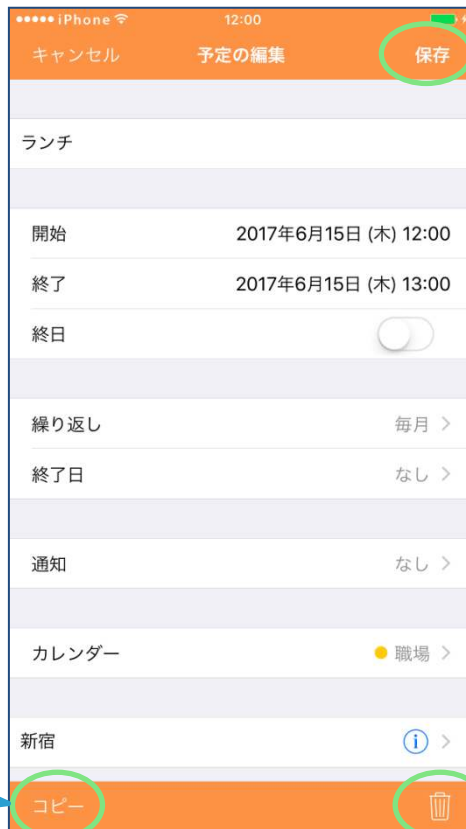 iPhone 12:00
キャンセル 予定の編集 保存
ランチ
開始 2017年6月15日 (木) 12:00
終了 2017年6月15日 (木) 13:00
終日
繰り返し 毎月
終了日 なし
通知 なし
カレンダー 職場
新宿
コピー